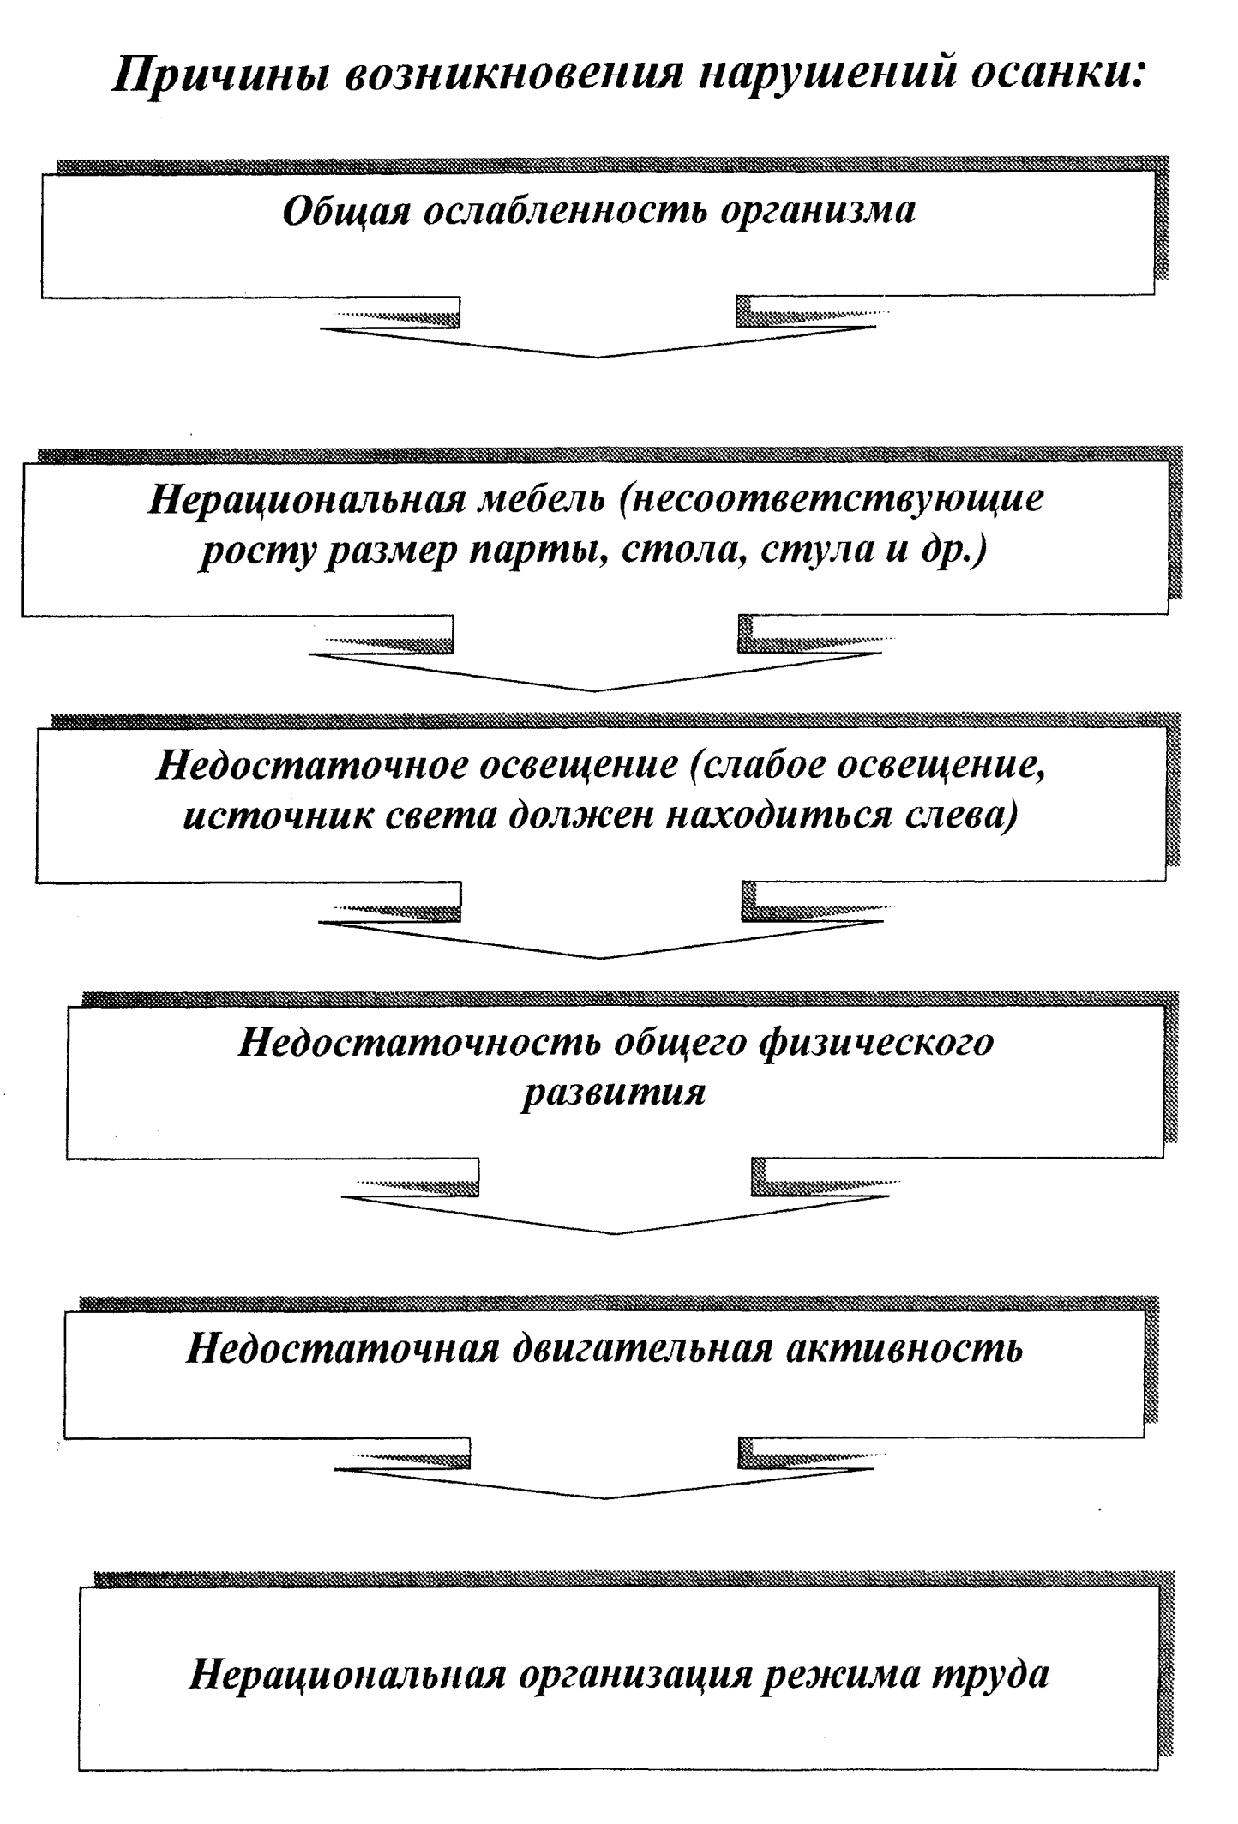 Причины возникновения нарушений осанки:
Общая ослабленность организма
Нерациональная мебель (несоответствующие
росту размер парты, стола, стула и др.)
Недостаточное освещение (слабое освещение,
источник света должен находиться слева)
Недостаточность общего физического
развития
Недостаточная двигательная активность
Нерациональная организация режима труда